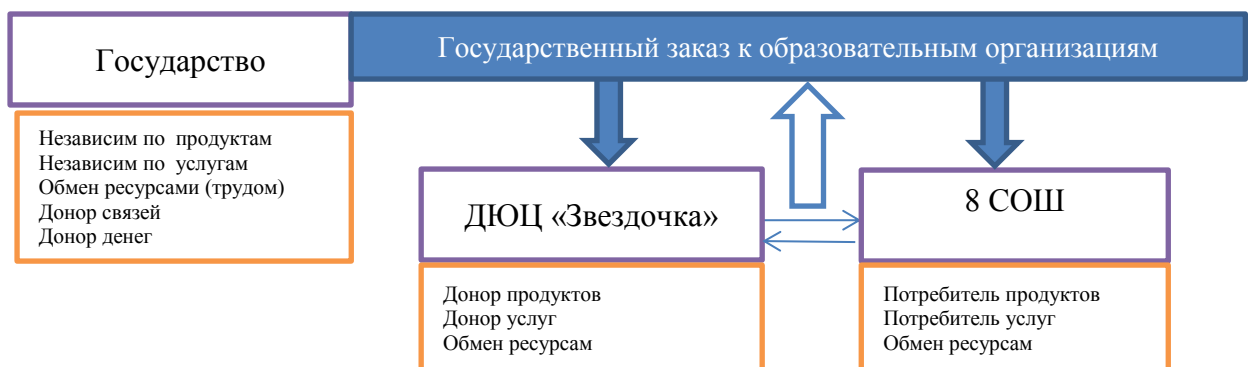 Государство
Государственный заказ к образовательным организациям
Независим по продуктам
Независим по услугам
Обмен ресурсами (трудом)
Донор связей
Донор денег
ДЮЦ «Звездочка»
8 СОШ
Донор продуктов
Донор услуг
Обмен ресурсам
Потребитель продуктов
Потребитель услуг
Обмен ресурсам